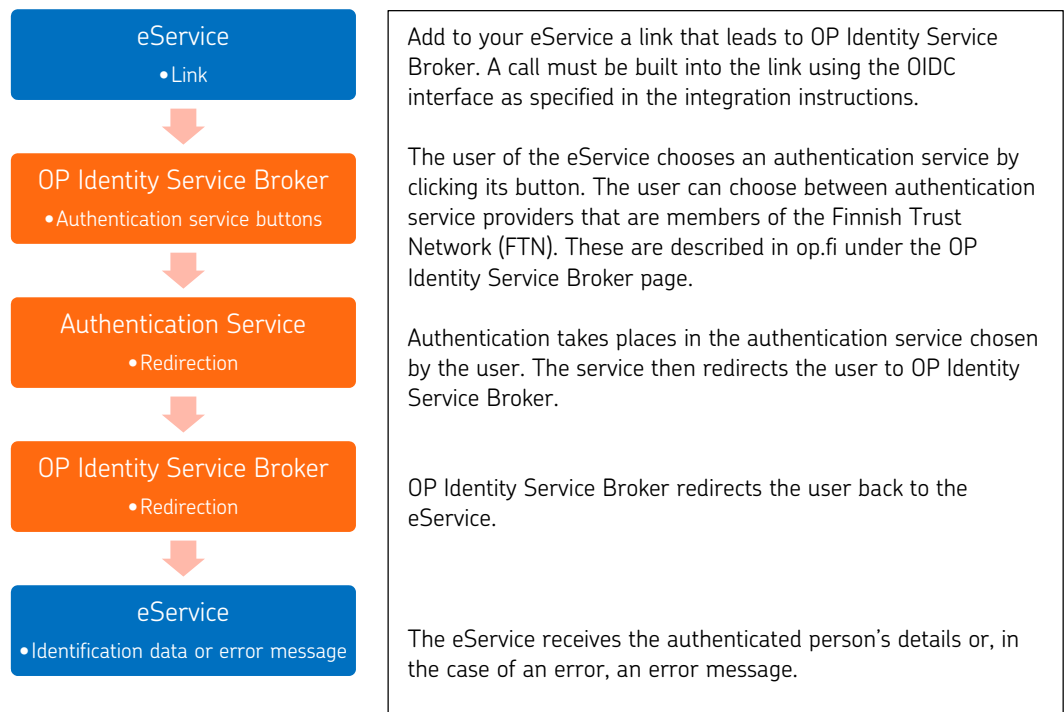 eService
•Link
Add to your eService a link that leads to OP Identity Service
Broker. A call must be built into the link using the OIDC
interface as specified in the integration instructions.
OP Identity Service Broker
•Authentication service buttons
The user of the eService chooses an authentication service by
clicking its button. The user can choose between authentication
service providers that are members of the Finnish Trust
Network (FTN). These are described in op.fi under the OP
Identity Service Broker page.
Authentication Service
•Redirection
Authentication takes places in the authentication service chosen
by the user. The service then redirects the user to OP Identity
Service Broker.
OP Identity Service Broker
•Redirection
OP Identity Service Broker redirects the user back to the
eService.
eService
•Identification data or error message
The eService receives the authenticated person's details or, in
the case of an error, an error message.